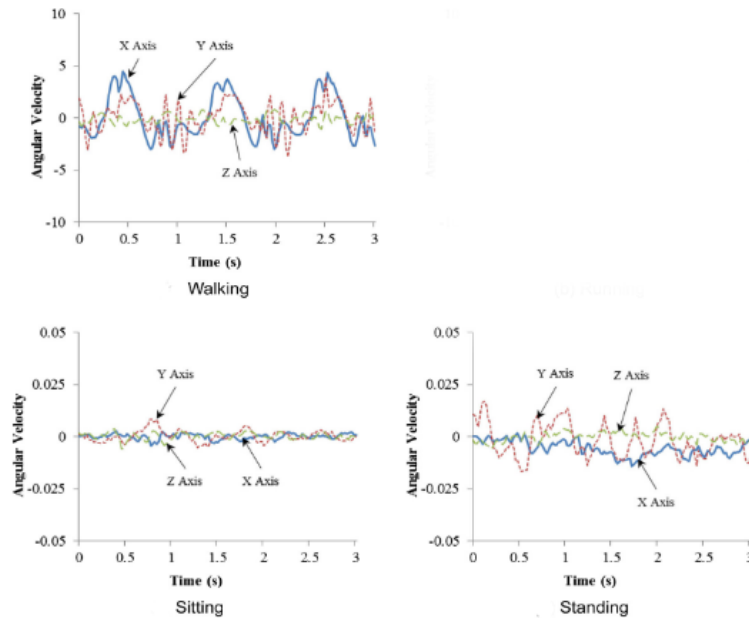 10
X Axis
Y Axis
5
0
Z Axis
-5
-10
Angular Velocity
0 0.5 1 1.5 2 2.5 3
Time (s)
Walking
0.05
0.025
0
-0.025
-0.05
Angular Velocity
Y Axis
Z Axis
X Axis
0 0.5 1 1.5 2 2.5 3
Time (s)
Sitting
0.05
0.025
0
-0.025
-0.05
Angular Velocity
Y Axis
Z Axis
X Axis
0 0.5 1 1.5 2 2.5 3
Time (s)
Standing